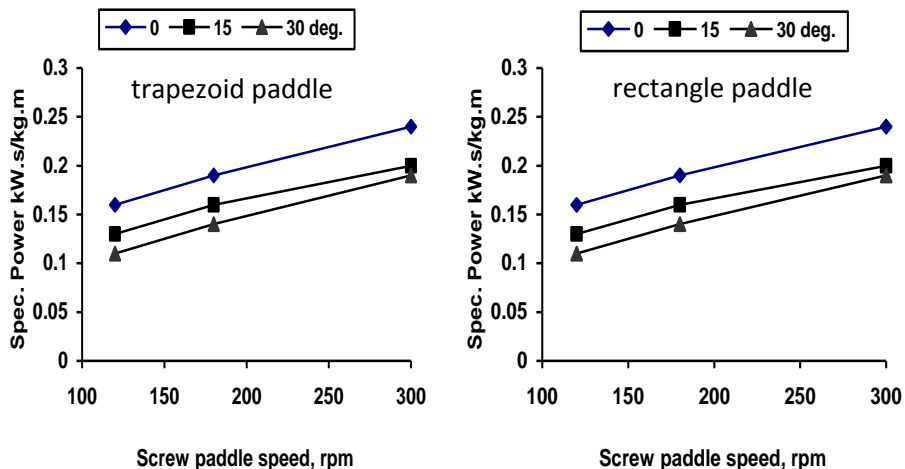 0 15 30 deg.
trapezoid paddle
Spec. Power kW.s/kg.m
0.3
0.25
0.2
0.15
0.1
0.05
0
100 150 200 250 300
Screw paddle speed, rpm
0 15 30 deg.
rectangle paddle
Spec. Power kW.s/kg.m
0.3
0.25
0.2
0.15
0.1
0.05
0
100 150 200 250 300
Screw paddle speed, rpm